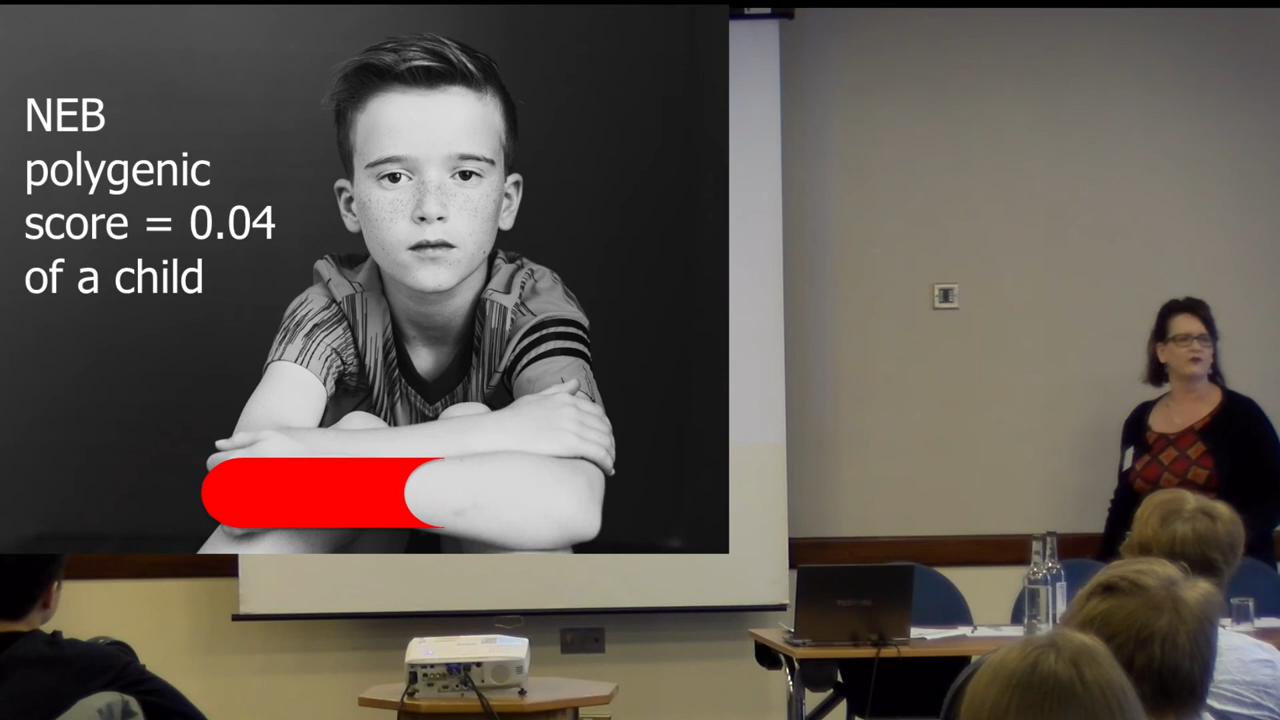 NEB
polygenic
score = 0.04
of a child